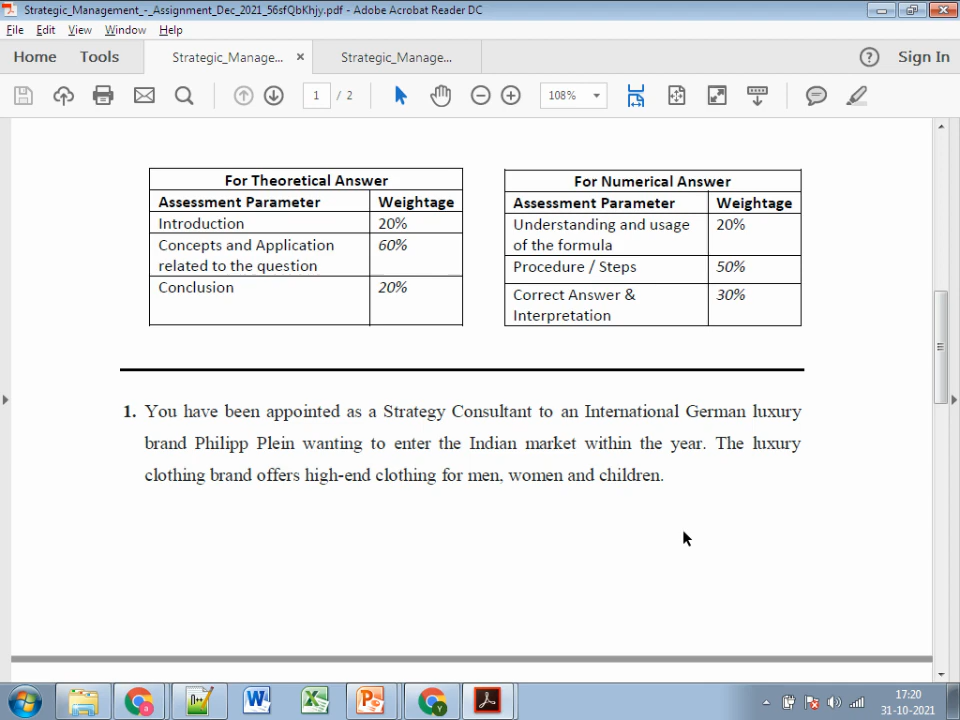 Strategic_Management_-_Assignment_Dec_2021_56sfQbKhjy.pdf - Adobe Acrobat Reader DC
File Edit View Window Help
Home Tools Strategic_Manage... × Strategic_Manage... ? Sign In
1 / 2 108%
For Theoretical Answer
Assessment Parameter Weightage
Introduction 20%
Concepts and Application 60%
related to the question
Conclusion 20%
For Numerical Answer
Assessment Parameter Weightage
Understanding and usage 20%
of the formula
Procedure / Steps 50%
Correct Answer & 30%
Interpretation
1. You have been appointed as a Strategy Consultant to an International German luxury
brand Philipp Plein wanting to enter the Indian market within the year. The luxury
clothing brand offers high-end clothing for men, women and children.
17:20
31-10-2021